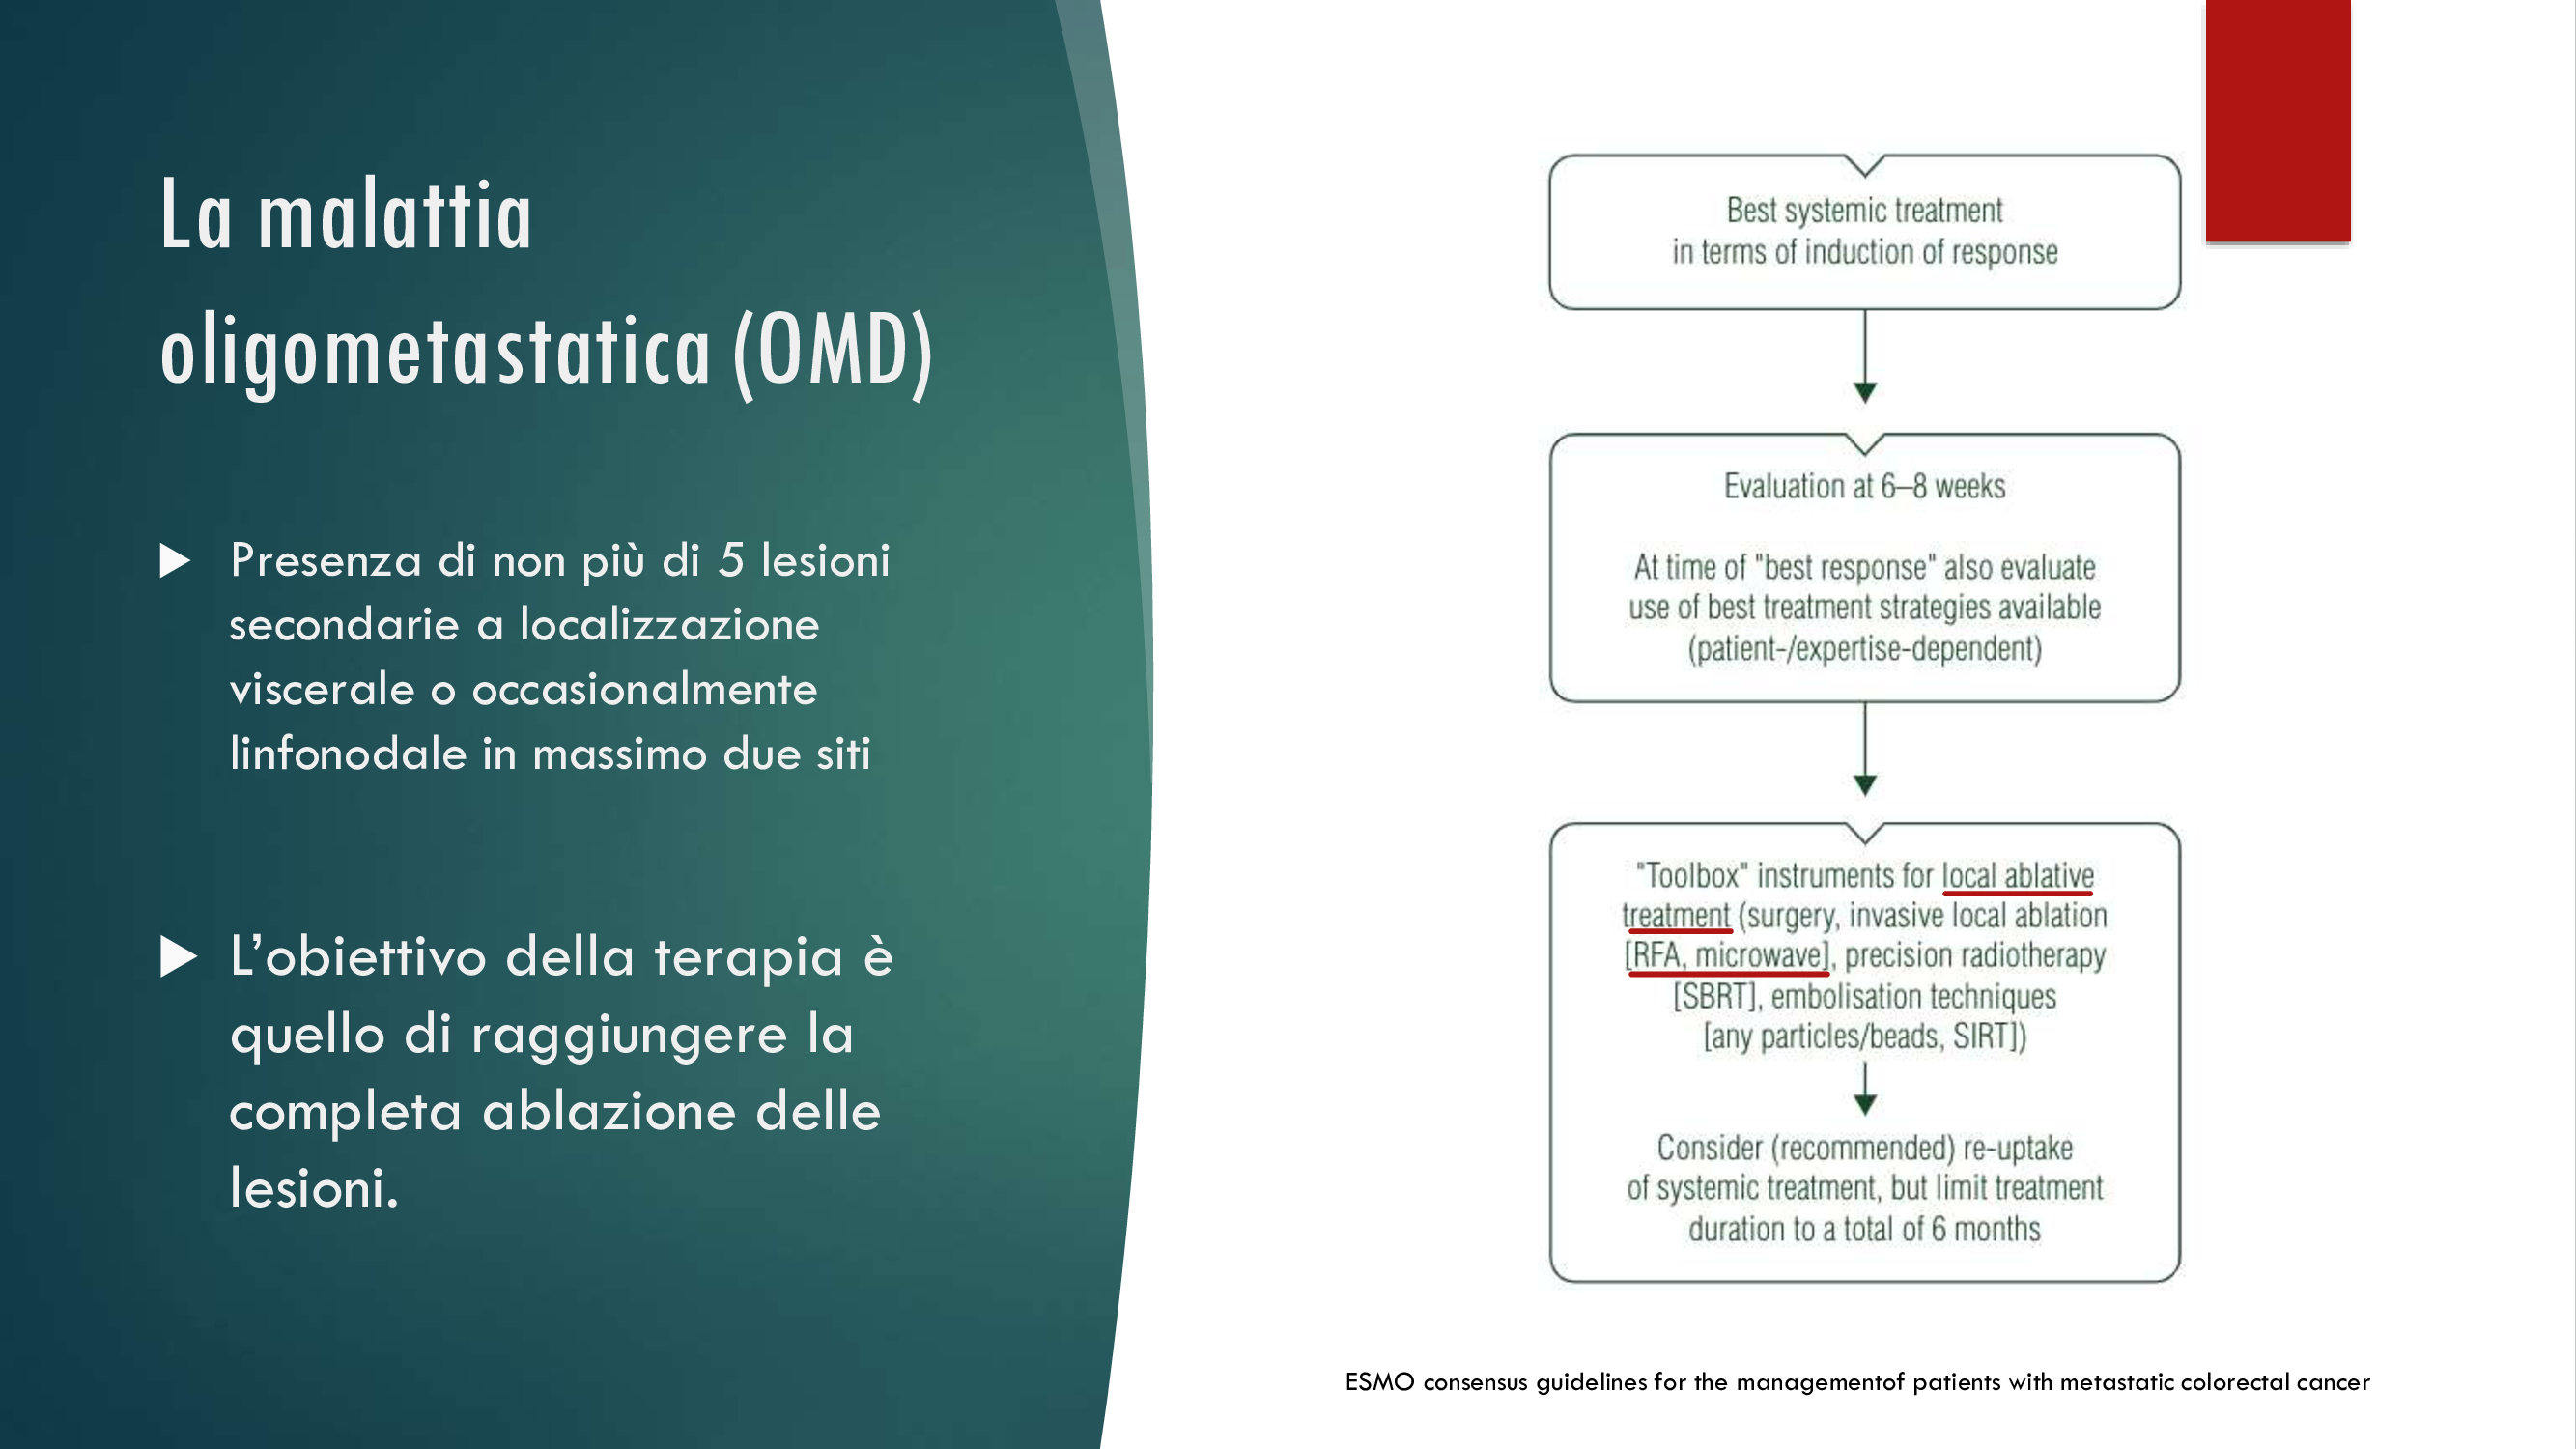 La malattia
oligometastatica (OMD)
Presenza di non più di 5 lesioni
secondarie a localizzazione
viscerale o occasionalmente
linfonodale in massimo due siti
L’obiettivo della terapia è
quello di raggiungere la
completa ablazione delle
lesioni.
Best systemic treatment
in terms of induction of response
Evaluation at 6–8 weeks
At time of "best response" also evaluate
use of best treatment strategies available
(patient-/expertise-dependent)
"Toolbox" instruments for local ablative
treatment (surgery, invasive local ablation
[RFA, microwave], precision radiotherapy
[SBRT], embolisation techniques
[any particles/beads, SIRT])
Consider (recommended) re-uptake
of systemic treatment, but limit treatment
duration to a total of 6 months
ESMO consensus guidelines for the managementof patients with metastatic colorectal cancer